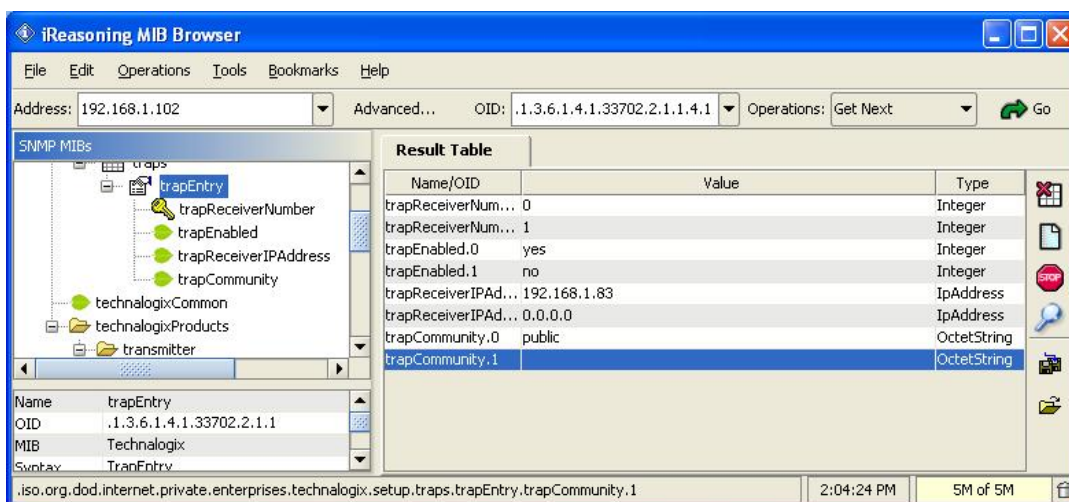 iReasoning MIB Browser
File Edit Operations Tools Bookmarks Help
Address: 192.168.1.102 Advanced... OID: .1.3.6.1.4.1.33702.2.1.1.4.1 Operations: Get Next Go
SNMP MIBs
traps
trapEntry
trapReceiverNumber
trapEnabled
trapReceiverIPAddress
trapCommunity
technalogixCommon
technalogixProducts
transmitter
Name trapEntry
OID .1.3.6.1.4.1.33702.2.1.1
MIB Technalogix
Syntax TrapEntry
Result Table
Name/OID Value Type
trapReceiverNum... 0 Integer
trapReceiverNum... 1 Integer
trapEnabled.0 yes Integer
trapEnabled.1 no Integer
trapReceiverIPAd... 192.168.1.83 IpAddress
trapReceiverIPAd... 0.0.0.0 IpAddress
trapCommunity.0 public OctetString
trapCommunity.1 OctetString
STOP
.iso.org.dod.internet.private.enterprises.technalogix.setup.traps.trapEntry.trapCommunity.1 2:04:24 PM 5M of 5M